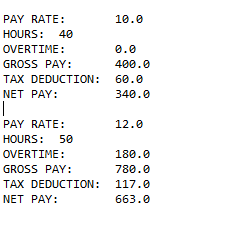 PAY RATE: 10.0
HOURS: 40
OVERTIME: 0.0
GROSS PAY: 400.0
TAX DEDUCTION: 60.0
NET PAY: 340.0
PAY RATE: 12.0
HOURS: 50
OVERTIME: 180.0
GROSS PAY: 780.0
TAX DEDUCTION: 117.0
NET PAY: 663.0